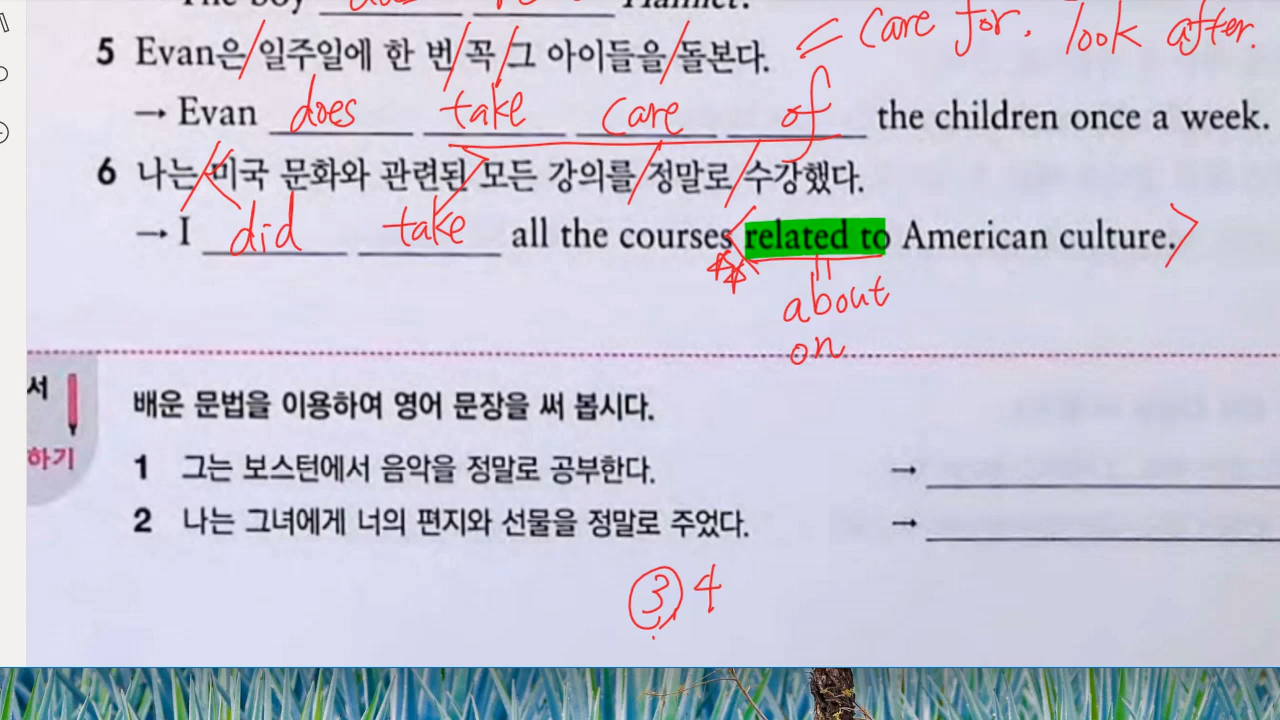 The boy does Hamlet.
= care for. look after.
5 Evan은/일주일에 한 번/꼭/그 아이들을/돌본다.
→ Evan does take care of the children once a week.
6 나는/<미국 문화와 관련된>모든 강의를/정말로/수강했다.
→ I did take all the courses <related to American culture.>
about
on
서
하기
배운 문법을 이용하여 영어 문장을 써 봅시다.
1 그는 보스턴에서 음악을 정말로 공부한다. →
2 나는 그녀에게 너의 편지와 선물을 정말로 주었다. →
③, 4